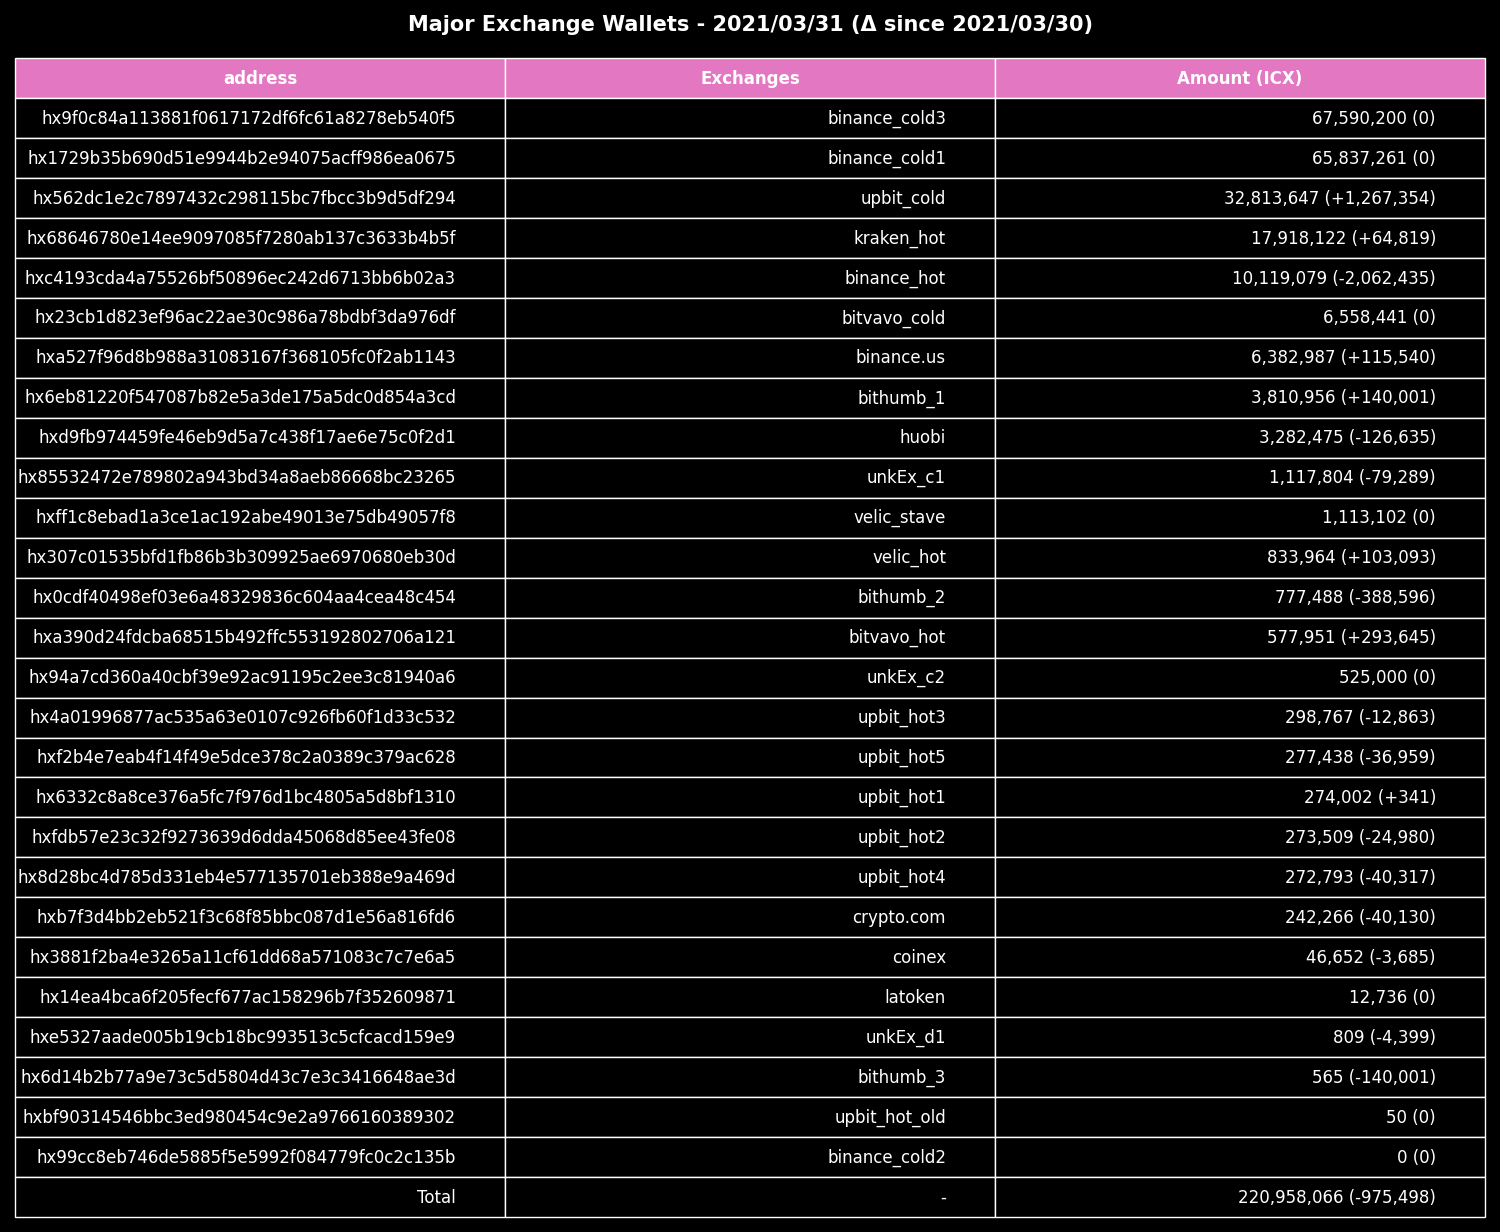 Major Exchange Wallets - 2021/03/31 (Δ since 2021/03/30)
address Exchanges Amount (ICX)
hx9f0c84a113881f0617172df6fc61a8278eb540f5 binance_cold3 67,590,200 (0)
hx1729b35b690d51e9944b2e94075acff986ea0675 binance_cold1 65,837,261 (0)
hx562dc1e2c7897432c298115bc7fbcc3b9d5df294 upbit_cold 32,813,647 (+1,267,354)
hx68646780e14ee9097085f7280ab137c3633b4b5f kraken_hot 17,918,122 (+64,819)
hxc4193cda4a75526bf50896ec242d6713bb6b02a3 binance_hot 10,119,079 (-2,062,435)
hx23cb1d823ef96ac22ae30c986a78bdbf3da976df bitvavo_cold 6,558,441 (0)
hxa527f96d8b988a31083167f368105fc0f2ab1143 binance.us 6,382,987 (+115,540)
hx6eb81220f547087b82e5a3de175a5dc0d854a3cd bithumb_1 3,810,956 (+140,001)
hxd9fb974459fe46eb9d5a7c438f17ae6e75c0f2d1 huobi 3,282,475 (-126,635)
hx85532472e789802a943bd34a8aeb86668bc23265 unkEx_c1 1,117,804 (-79,289)
hxff1c8ebad1a3ce1ac192abe49013e75db49057f8 velic_stave 1,113,102 (0)
hx307c01535bfd1fb86b3b309925ae6970680eb30d velic_hot 833,964 (+103,093)
hx0cdf40498ef03e6a48329836c604aa4cea48c454 bithumb_2 777,488 (-388,596)
hxa390d24fdcba68515b492ffc553192802706a121 bitvavo_hot 577,951 (+293,645)
hx94a7cd360a40cbf39e92ac91195c2ee3c81940a6 unkEx_c2 525,000 (0)
hx4a01996877ac535a63e0107c926fb60f1d33c532 upbit_hot3 298,767 (-12,863)
hxf2b4e7eab4f14f49e5dce378c2a0389c379ac628 upbit_hot5 277,438 (-36,959)
hx6332c8a8ce376a5fc7f976d1bc4805a5d8bf1310 upbit_hot1 274,002 (+341)
hxfdb57e23c32f9273639d6dda45068d85ee43fe08 upbit_hot2 273,509 (-24,980)
hx8d28bc4d785d331eb4e577135701eb388e9a469d upbit_hot4 272,793 (-40,317)
hxb7f3d4bb2eb521f3c68f85bbc087d1e56a816fd6 crypto.com 242,266 (-40,130)
hx3881f2ba4e3265a11cf61dd68a571083c7c7e6a5 coinex 46,652 (-3,685)
hx14ea4bca6f205fecf677ac158296b7f352609871 latoken 12,736 (0)
hxe5327aade005b19cb18bc993513c5cfcacd159e9 unkEx_d1 809 (-4,399)
hx6d14b2b77a9e73c5d5804d43c7e3c3416648ae3d bithumb_3 565 (-140,001)
hxbf90314546bbc3ed980454c9e2a9766160389302 upbit_hot_old 50 (0)
hx99cc8eb746de5885f5e5992f084779fc0c2c135b binance_cold2 0 (0)
Total - 220,958,066 (-975,498)